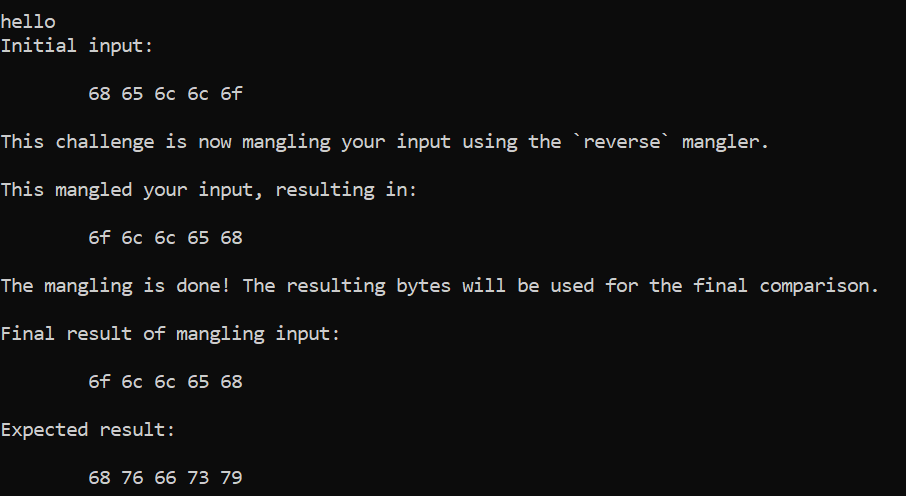 hello
Initial input:
68 65 6c 6c 6f
This challenge is now mangling your input using the `reverse` mangler.
This mangled your input, resulting in:
6f 6c 6c 65 68
The mangling is done! The resulting bytes will be used for the final comparison.
Final result of mangling input:
6f 6c 6c 65 68
Expected result:
68 76 66 73 79